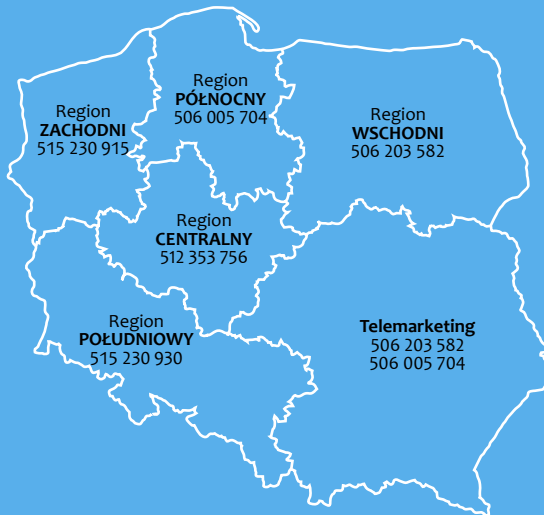 Region
PÓŁNOCNY
506 005 704
Region
ZACHODNI
515 230 915
Region
WSCHODNI
506 203 582
Region
CENTRALNY
512 353 756
Region
POŁUDNIOWY
515 230 930
Telemarketing
506 203 582
506 005 704